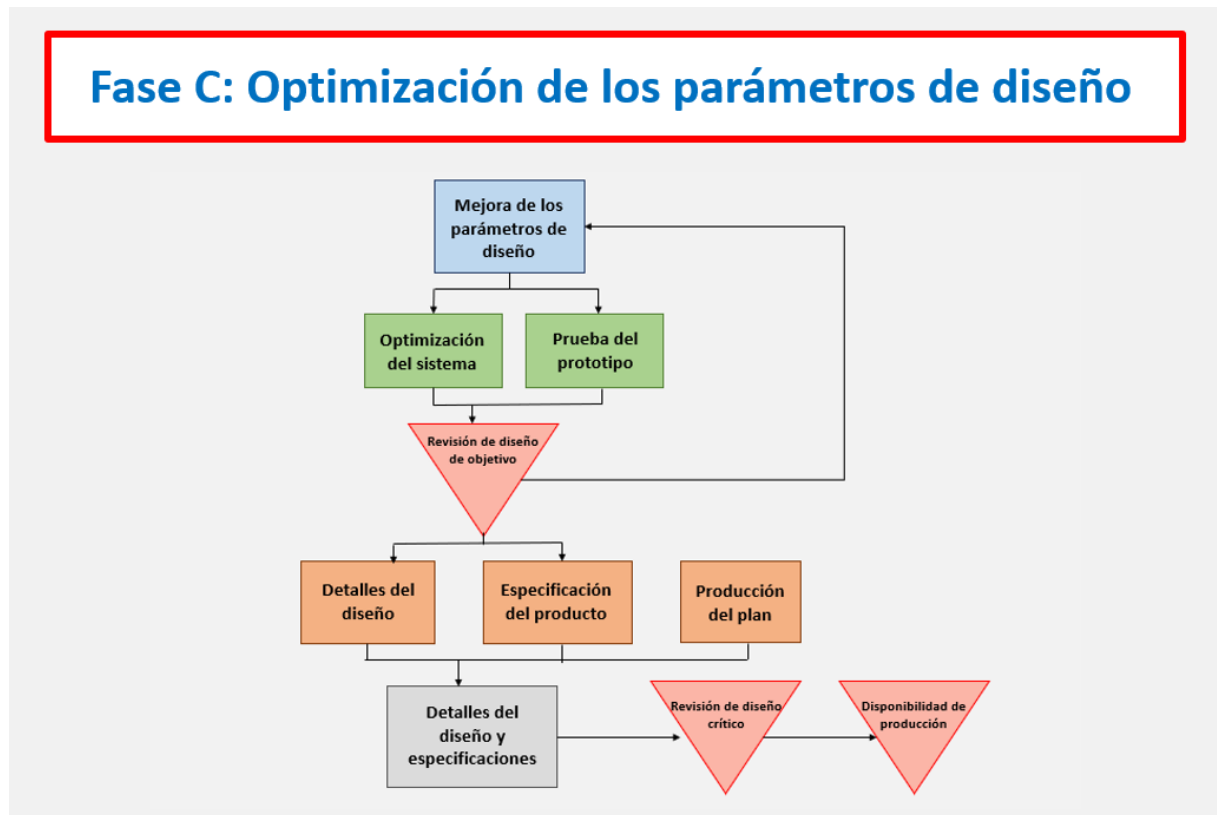 Fase C: Optimización de los parámetros de diseño
Mejora de los
parámetros de
diseño
Optimización
del sistema
Prueba del
prototipo
Revisión de diseño
de objetivo
Detalles del
diseño
Especificación
del producto
Producción
del plan
Detalles del
diseño y
especificaciones
Revisión de diseño
crítico
Disponibilidad de
producción